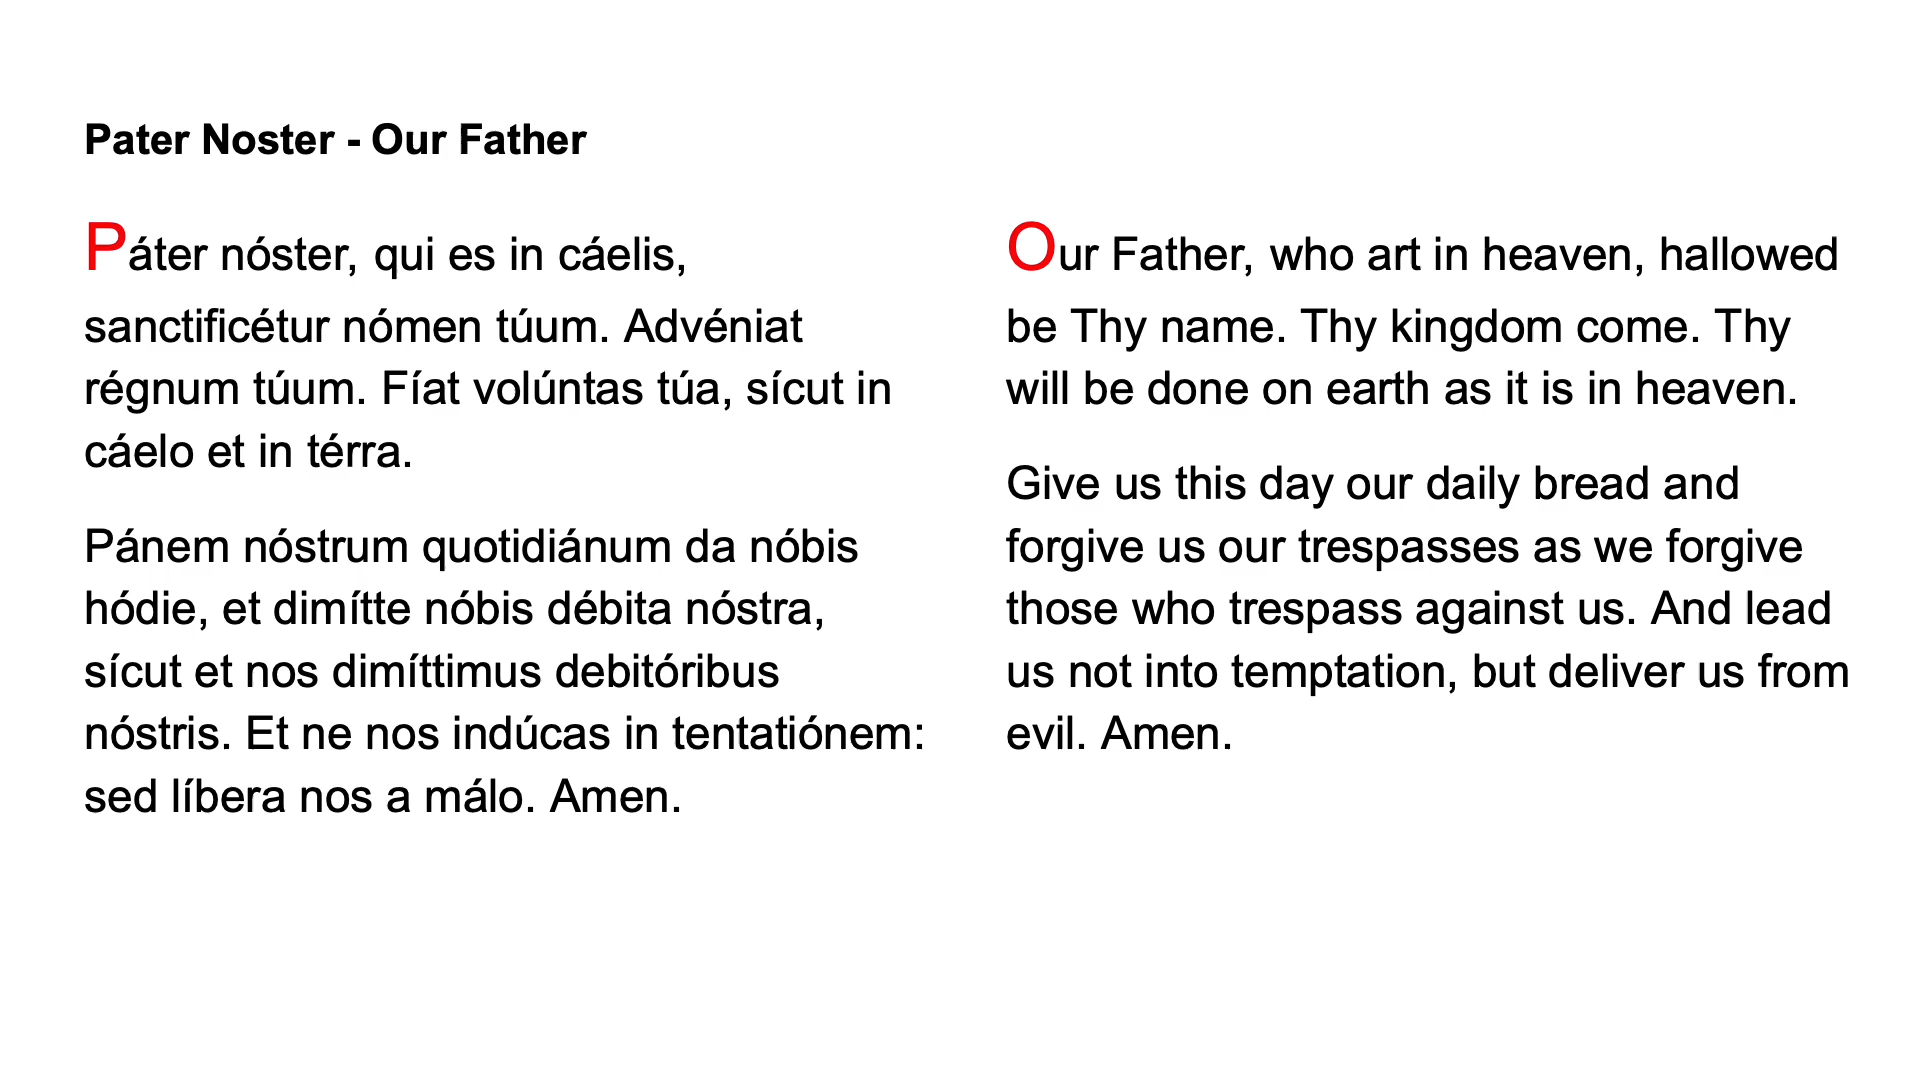 Pater Noster - Our Father
Páter nóster, qui es in cáelis,
sanctificétur nómen túum. Advéniat
régnum túum. Fíat volúntas túa, sícut in
cáelo et in térra.
Pánem nóstrum quotidiánum da nóbis
hódie, et dimítte nóbis débita nóstra,
sícut et nos dimíttimus debitóribus
nóstris. Et ne nos indúcas in tentatiónem:
sed líbera nos a málo. Amen.
Our Father, who art in heaven, hallowed
be Thy name. Thy kingdom come. Thy
will be done on earth as it is in heaven.
Give us this day our daily bread and
forgive us our trespasses as we forgive
those who trespass against us. And lead
us not into temptation, but deliver us from
evil. Amen.